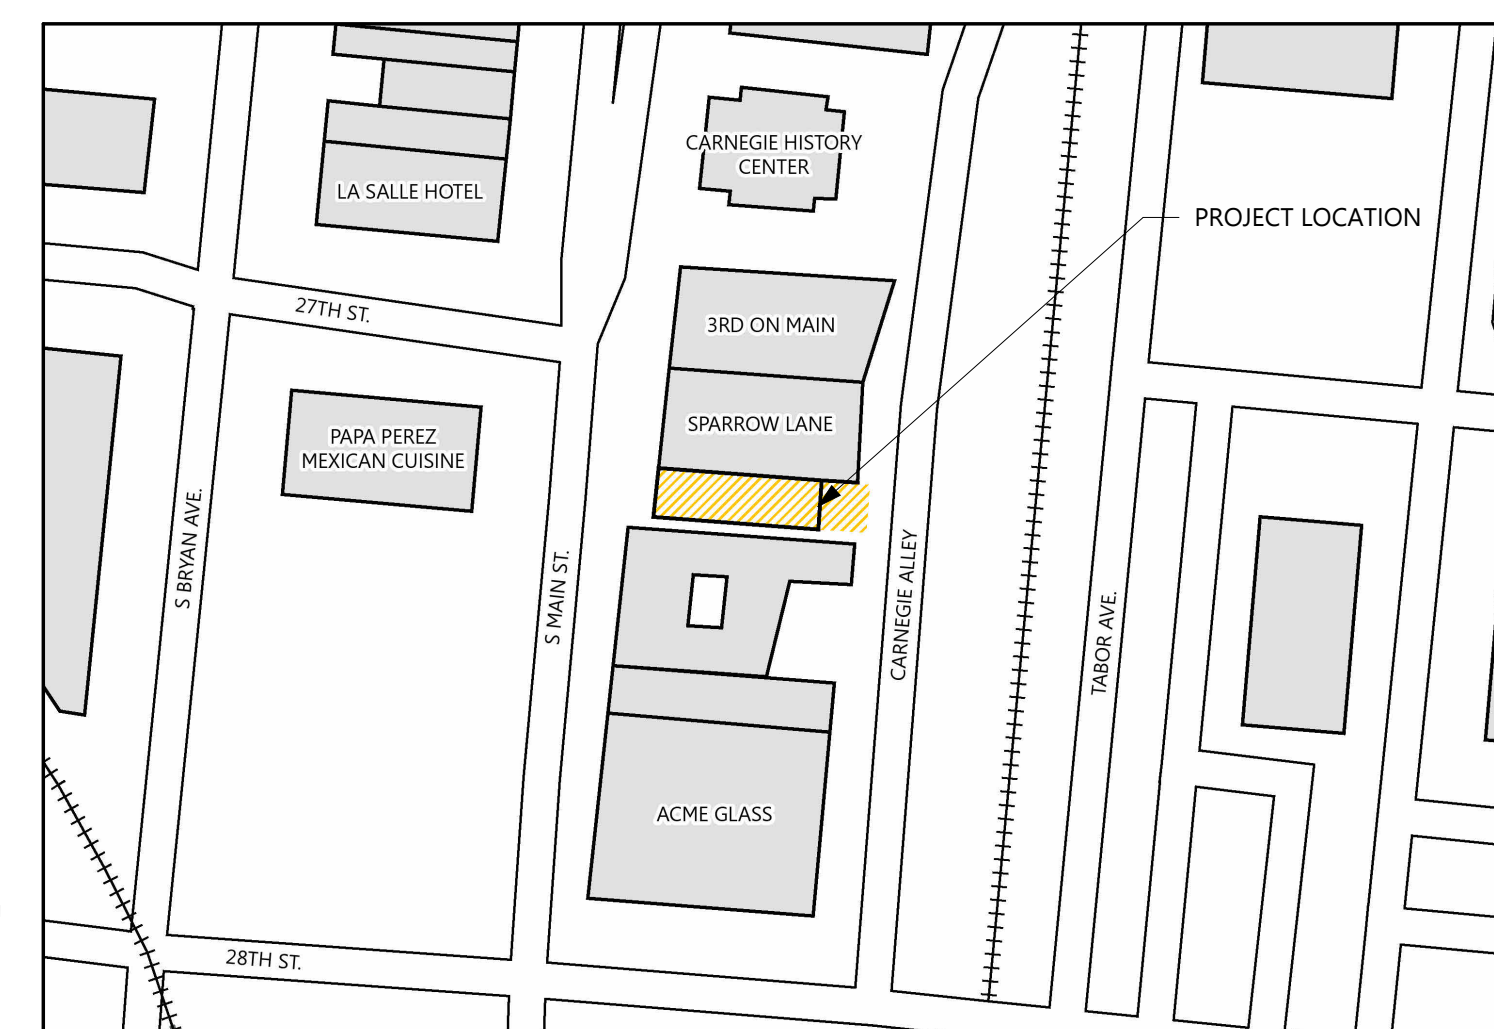 CARNEGIE HISTORY
CENTER
LA SALLE HOTEL
PROJECT LOCATION
27TH ST.
3RD ON MAIN
SPARROW LANE
PAPA PEREZ
MEXICAN CUISINE
S BRYAN AVE.
S MAIN ST.
CARNEGIE ALLEY
TABOR AVE.
ACME GLASS
28TH ST.